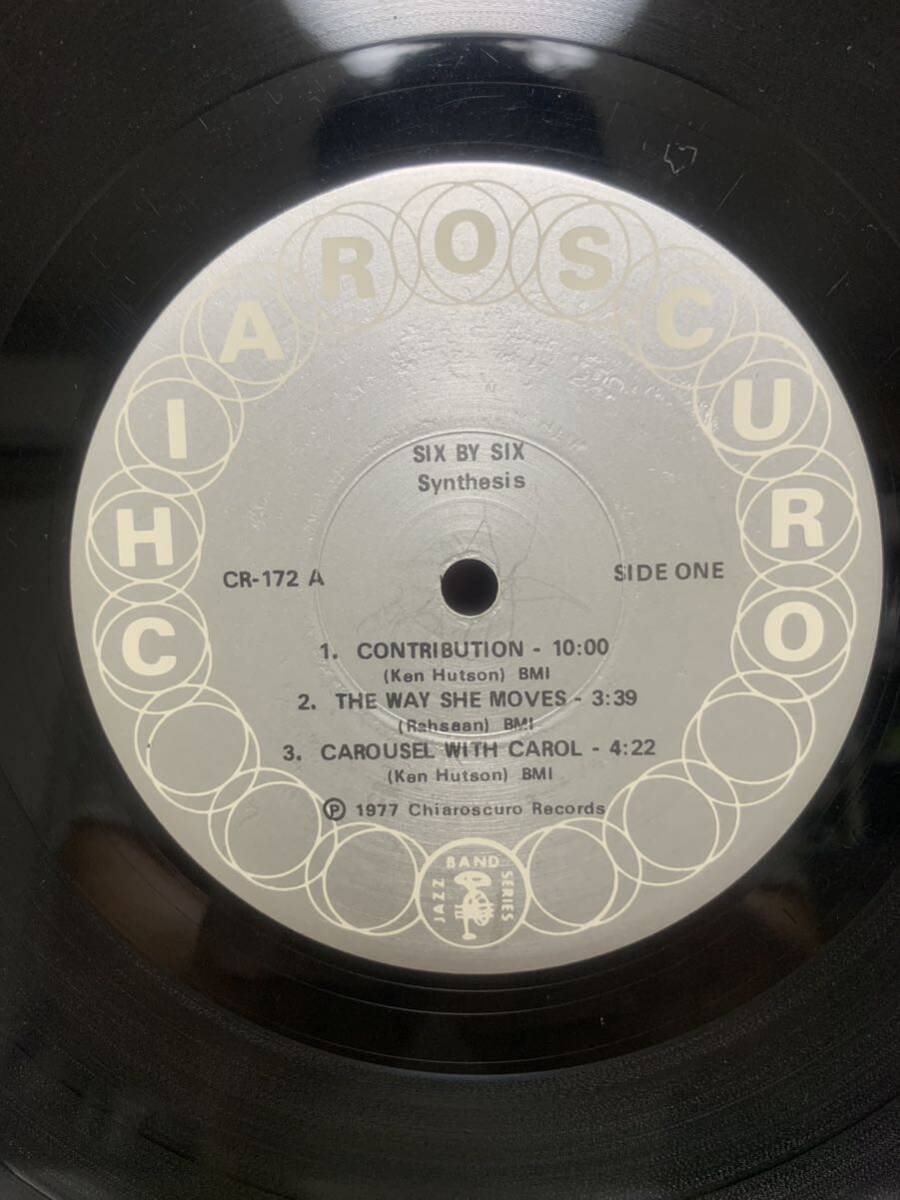 CHIAROSCURO
SIX BY SIX
Synthesis
CR-172 A
SIDE ONE
1. CONTRIBUTION - 10:00
(Ken Hutson) BMI
2. THE WAY SHE MOVES - 3:39
(Rahsaan) BMI
3. CAROUSEL WITH CAROL - 4:22
(Ken Hutson) BMI
Ⓟ 1977 Chiaroscuro Records
JAZZ BAND SERIES